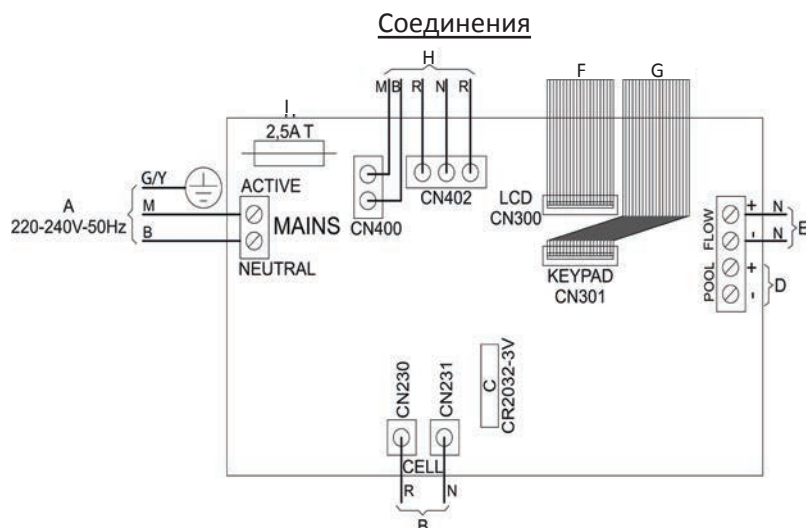 Соединения
H
F
G
M B R N R
I.
2,5A T
G/Y
ACTIVE
A
220-240V-50Hz
M
MAINS
B
NEUTRAL
CN400
CN402
LCD
CN300
KEYPAD
CN301
FLOW
+ N
- N
E
POOL
+
-
D
CN230
CN231
C
CR2032-3V
CELL
R N
B